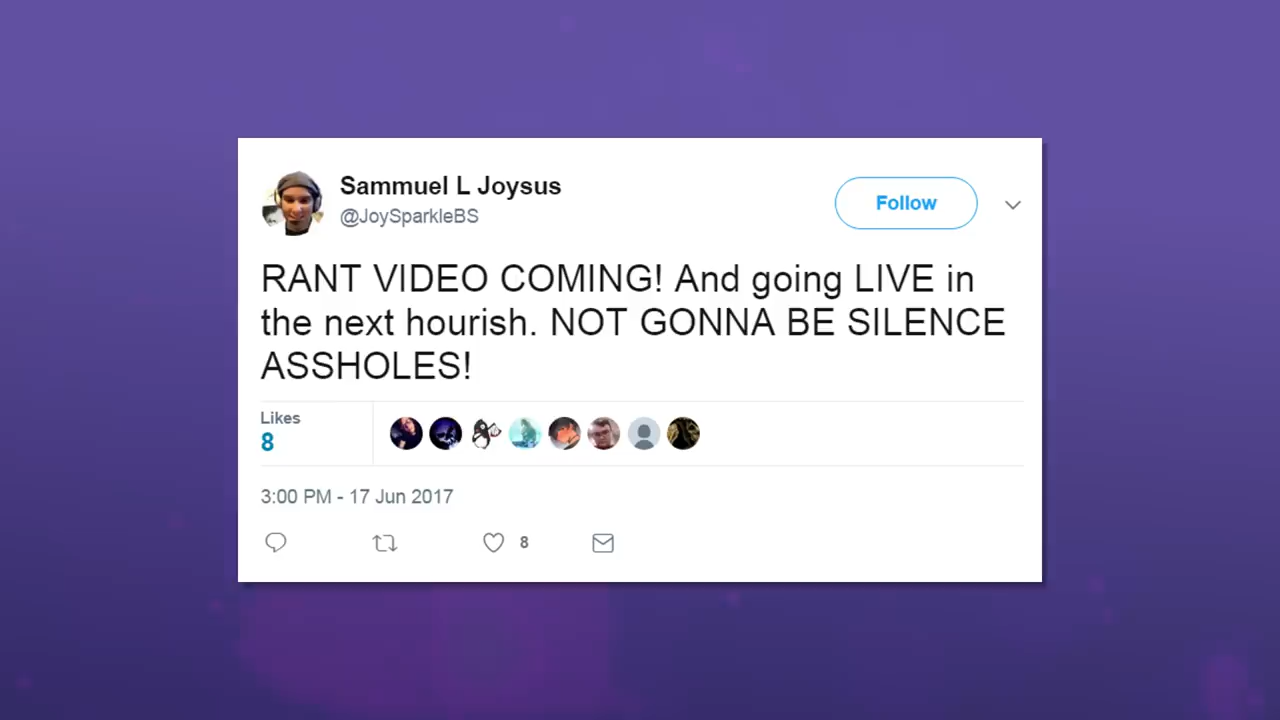 Sammuel L Joysus
@JoySparkleBS
Follow
RANT VIDEO COMING! And going LIVE in
the next hourish. NOT GONNA BE SILENCE
ASSHOLES!
Likes
8
3:00 PM - 17 Jun 2017
8